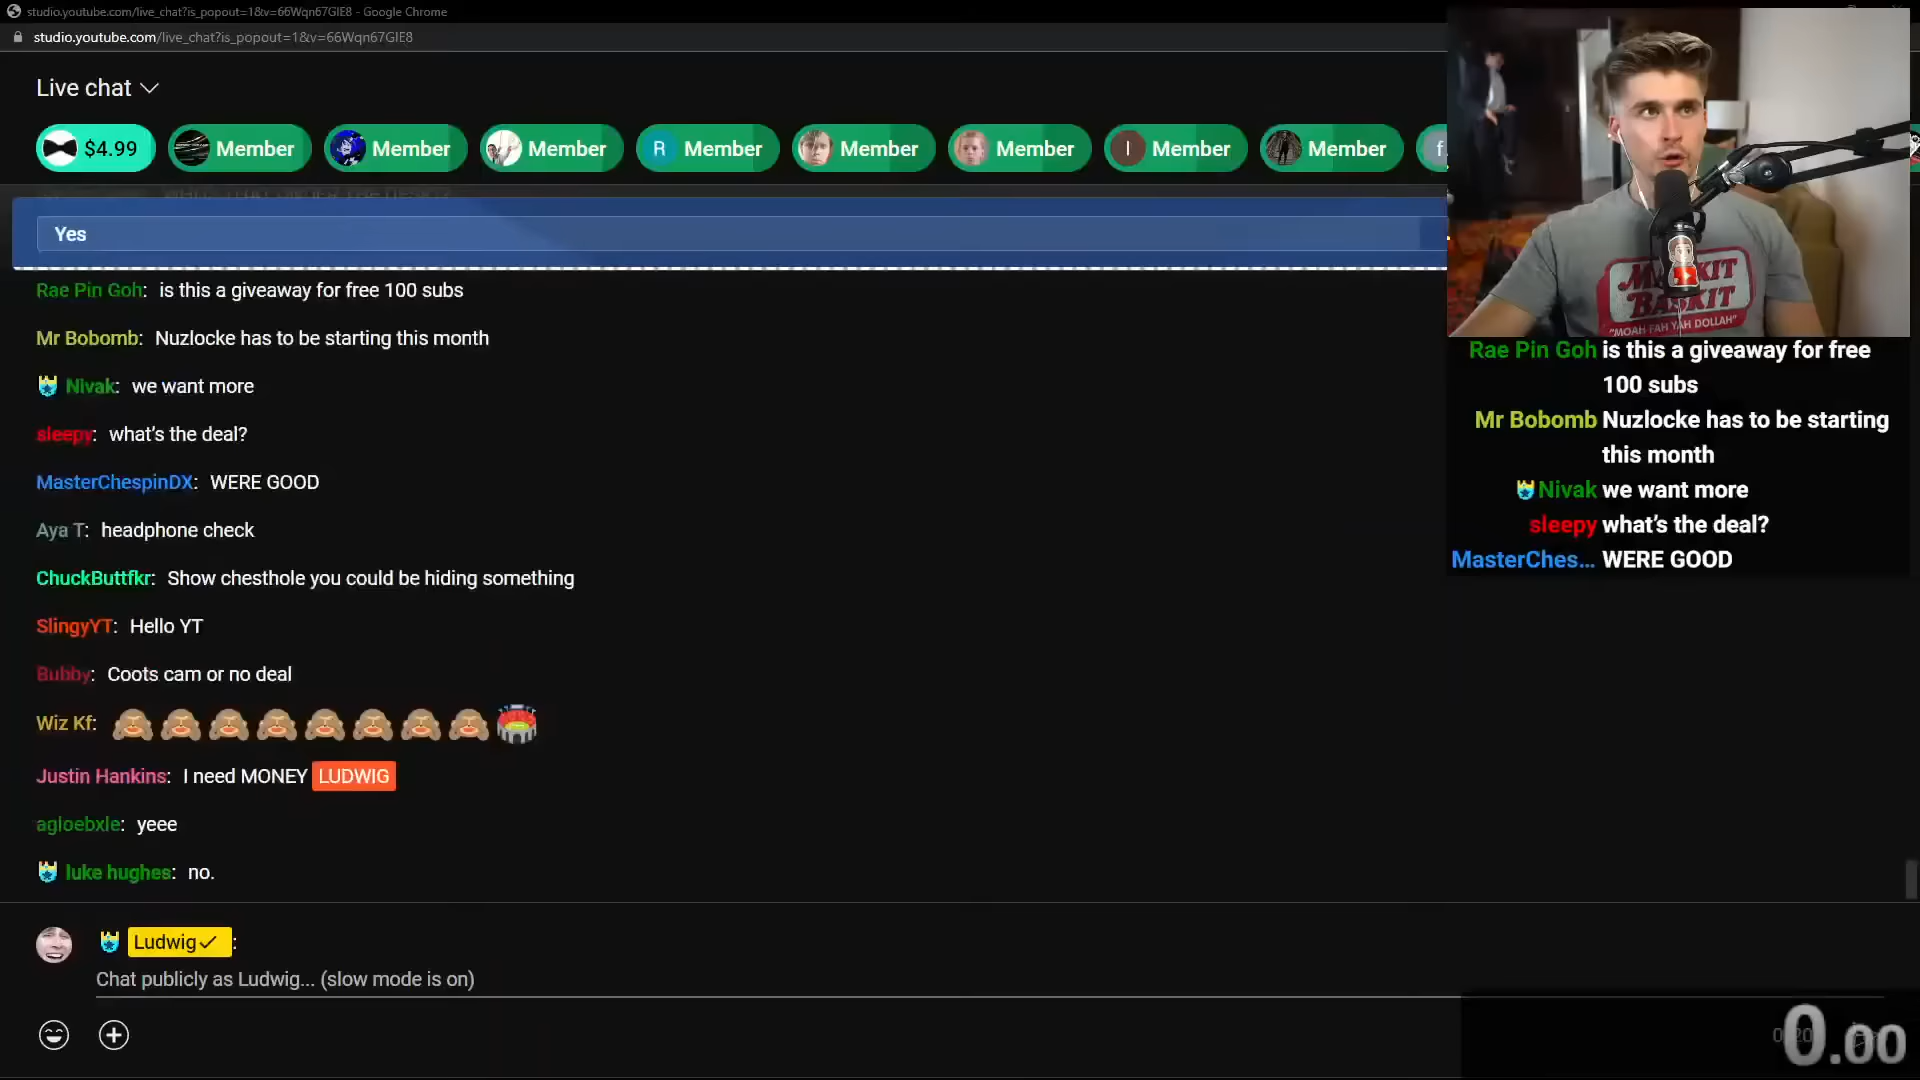 studio.youtube.com/live_chat?is_popout=1&v=66Wqn67GlE8 - Google Chrome
studio.youtube.com/live_chat?is_popout=1&v=66Wqn67GlE8
Live chat
$4.99 Member Member Member R Member Member Member I Member Member f
Yes
Rae Pin Goh: is this a giveaway for free 100 subs
Mr Bobomb: Nuzlocke has to be starting this month
Nivak: we want more
sleepy: what's the deal?
MasterChespinDX: WERE GOOD
Aya T: headphone check
ChuckButtfkr: Show chesthole you could be hiding something
SlingyYT: Hello YT
Bubby: Coots cam or no deal
Wiz Kf:
Justin Hankins: I need MONEY LUDWIG
agloebxle: yeee
luke hughes: no.
Ludwig✓:
Chat publicly as Ludwig... (slow mode is on)
BASKIT
"MOAH FAH YAH DOLLAH"
Rae Pin Goh is this a giveaway for free
100 subs
Mr Bobomb Nuzlocke has to be starting
this month
Nivak we want more
sleepy what's the deal?
MasterChes... WERE GOOD
0.00